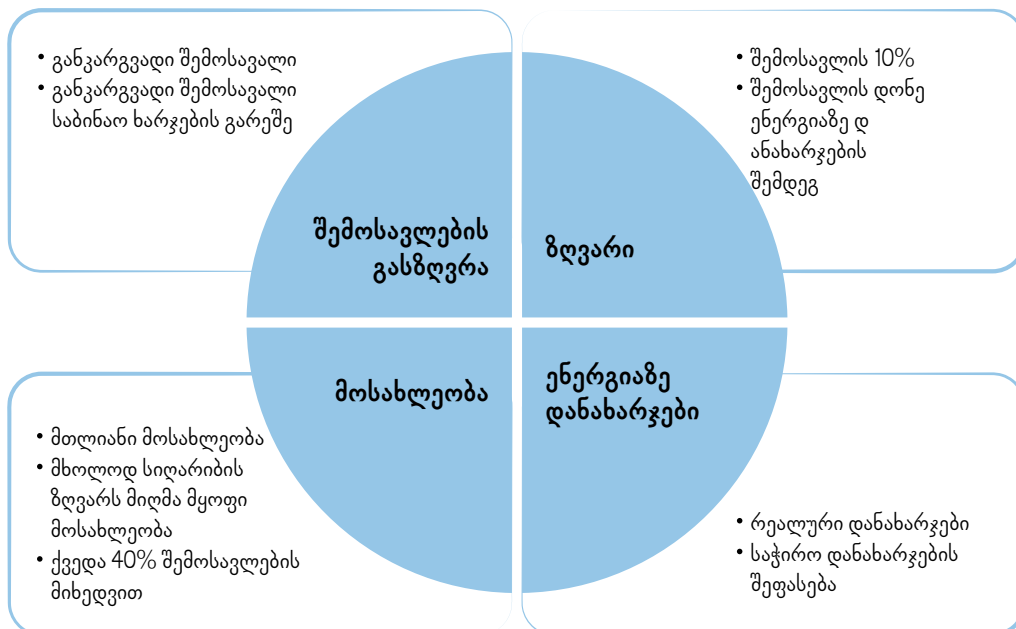 • განკარგვადი შემოსავალი
• განკარგვადი შემოსავალი
საბინაო ხარჯების გარეშე
• შემოსავლის 10%
• შემოსავლის დონე
ენერგიაზე დ
ანახარჯების
შემდეგ
შემოსავლების
გასზღვრა
ზღვარი
მოსახლეობა
ენერგიაზე
დანახარჯები
• მთლიანი მოსახლეობა
• მხოლოდ სიღარიბის
ზღვარს მიღმა მყოფი
მოსახლეობა
• ქვედა 40% შემოსავლების
მიხედვით
• რეალური დანახარჯები
• საჭირო დანახარჯების
შეფასება